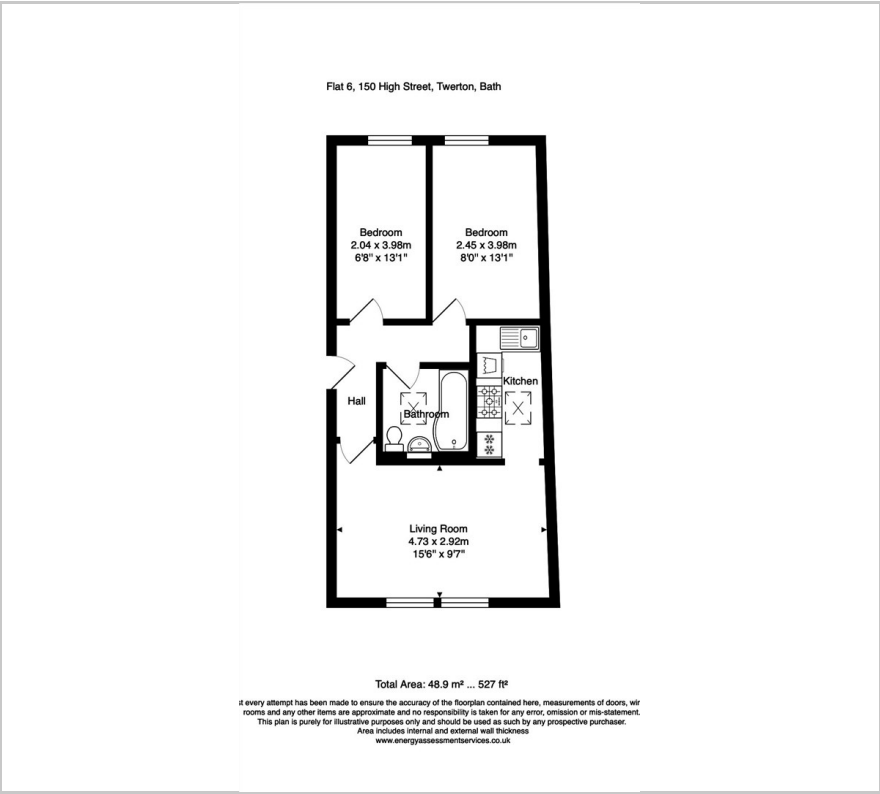 Flat 6, 150 High Street, Twerton, Bath
Bedroom
2.04 x 3.98m
6'8" x 13'1"
Bedroom
2.45 x 3.98m
8'0" x 13'1"
Kitchen
Hall
Bathroom
Living Room
4.73 x 2.92m
15'6" x 9'7"
Total Area: 48.9 m² ... 527 ft²
every attempt has been made to ensure the accuracy of the floorplan contained here, measurements of doors,
rooms and any other items are approximate and no responsibility is taken for any error, omission or mis-statement.
This plan is purely for illustrative purposes only and should be used as such by any prospective purchaser.
Area includes internal and external wall thickness
www.energyassessmentservices.co.uk